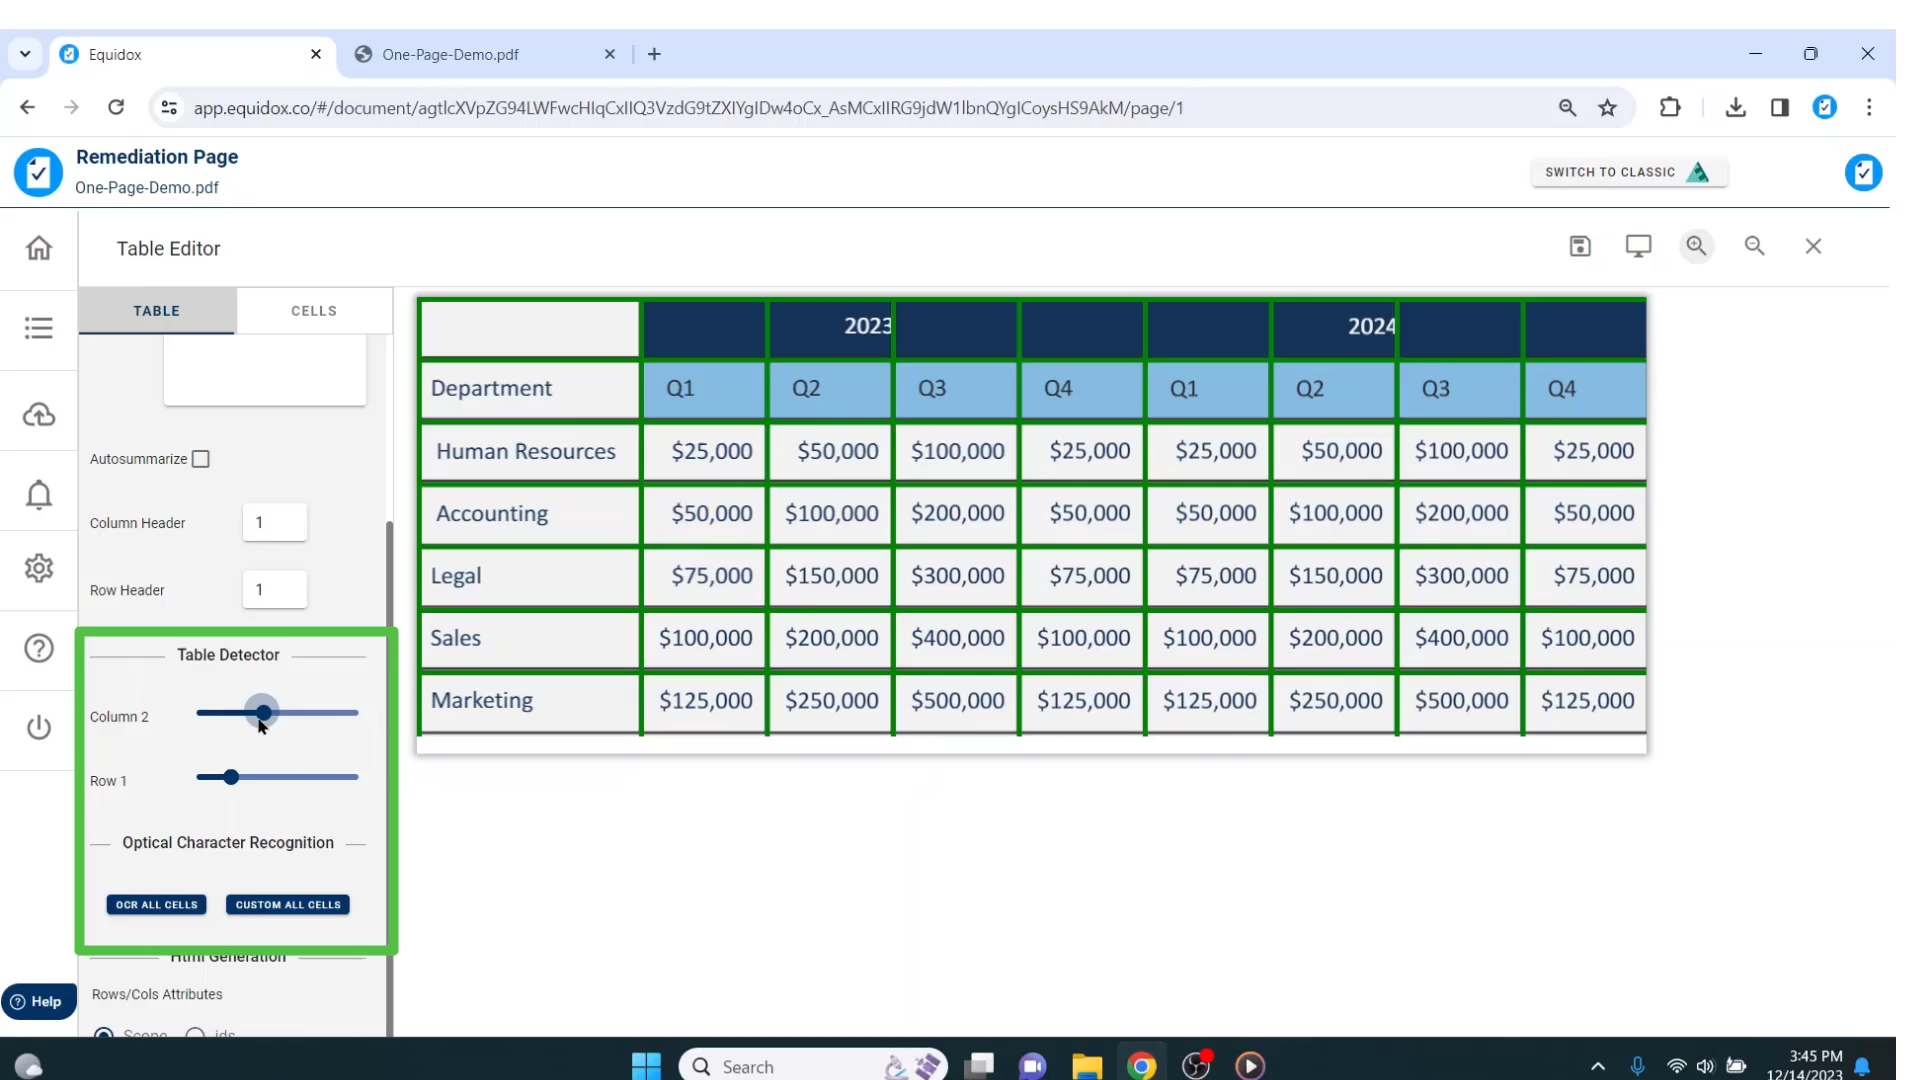 Equidox
One-Page-Demo.pdf
app.equidox.co/#/document/agtlcXVpZG94LWFwcHIqCxIIQ3VzdG9tZXIYgIDw4oCx_AsMCxIIRG9jdW1lbnQYgICoysHS9AkM/page/1
Remediation Page
One-Page-Demo.pdf
SWITCH TO CLASSIC
Table Editor
TABLE CELLS
Autosummarize
Column Header 1
Row Header 1
Table Detector
Column 2
Row 1
Optical Character Recognition
OCR ALL CELLS CUSTOM ALL CELLS
Html Generation
Rows/Cols Attributes
Scope ids
Help
2023 2024
Department Q1 Q2 Q3 Q4 Q1 Q2 Q3 Q4
Human Resources $25,000 $50,000 $100,000 $25,000 $25,000 $50,000 $100,000 $25,000
Accounting $50,000 $100,000 $200,000 $50,000 $50,000 $100,000 $200,000 $50,000
Legal $75,000 $150,000 $300,000 $75,000 $75,000 $150,000 $300,000 $75,000
Sales $100,000 $200,000 $400,000 $100,000 $100,000 $200,000 $400,000 $100,000
Marketing $125,000 $250,000 $500,000 $125,000 $125,000 $250,000 $500,000 $125,000
Search
3:45 PM
12/14/2023